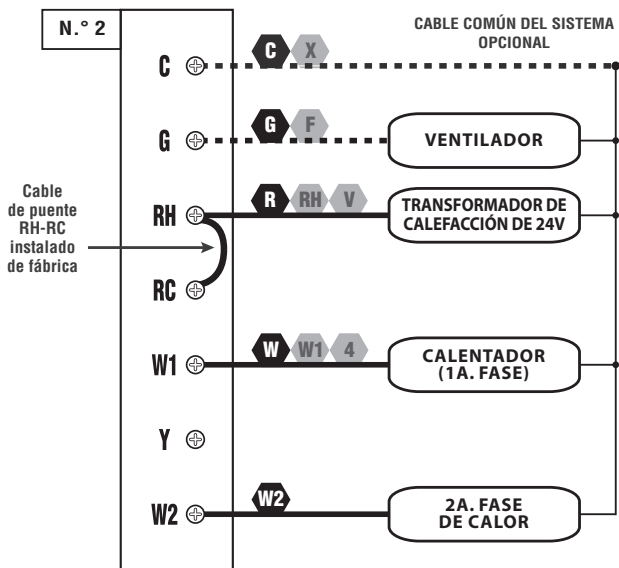 N.° 2
CABLE COMÚN DEL SISTEMA
OPCIONAL
C
C X
G
G F
VENTILADOR
Cable
de puente
RH-RC
instalado
de fábrica
RH
R RH V
TRANSFORMADOR DE
CALEFACCIÓN DE 24V
RC
W1
W W1 4
CALENTADOR
(1A. FASE)
Y
W2
W2
2A. FASE
DE CALOR